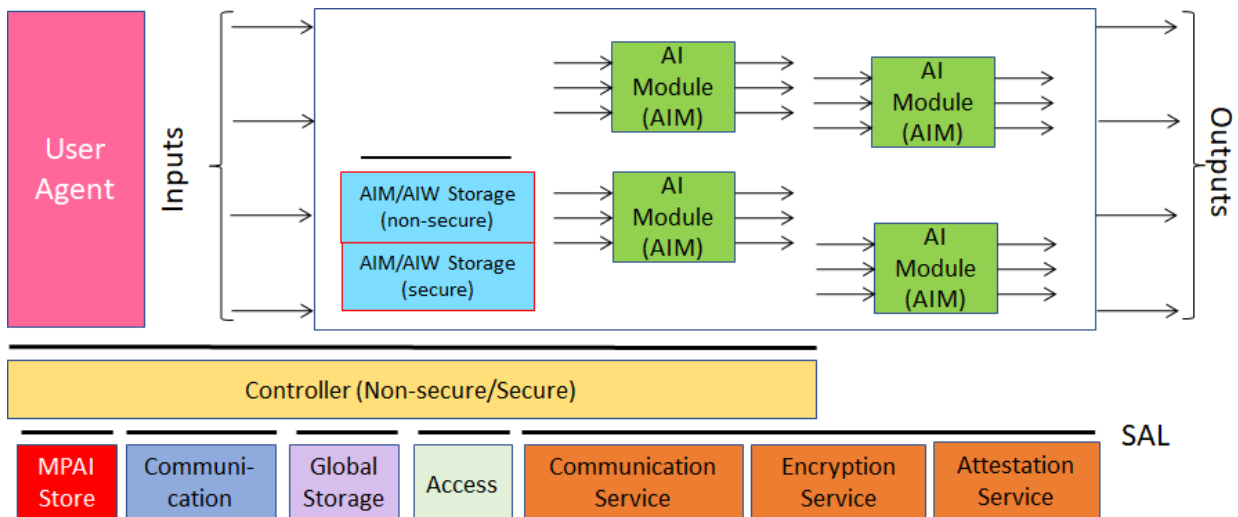 User
Agent
Inputs
AI
Module
(AIM)
AI
Module
(AIM)
AIM/AIW Storage
(non-secure)
AIM/AIW Storage
(secure)
AI
Module
(AIM)
AI
Module
(AIM)
Outputs
Controller (Non-secure/Secure)
SAL
MPAI
Store
Communi-
cation
Global
Storage
Access
Communication
Service
Encryption
Service
Attestation
Service